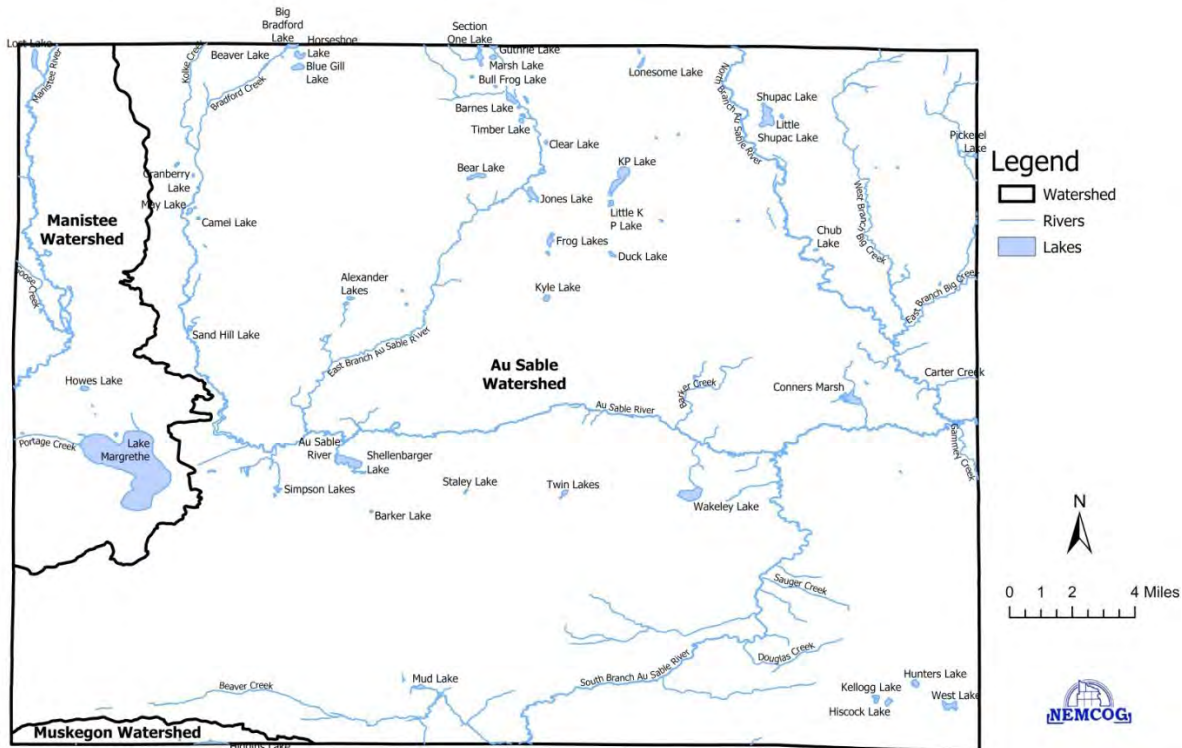 Big
Bradford
Lake
Section
One Lake
Lost Lake
Horseshoe
Lake
Guthrie Lake
Beaver Lake
Marsh Lake
Blue Gill
Lake
Lonesome Lake
Manistee River
Kolke Creek
Bradford Creek
Bull Frog Lake
Barnes Lake
Timber Lake
North Branch Au Sable River
Shupac Lake
Little
Shupac Lake
Pickerel
Lake
Clear Lake
KP Lake
Bear Lake
Cranberry
Lake
Jones Lake
Little K
P Lake
May Lake
Camel Lake
Manistee
Watershed
West Branch
Big Creek
Frog Lakes
Duck Lake
Chub
Lake
Goose Creek
Alexander
Lakes
Kyle Lake
East Branch Big Creek
Sand Hill Lake
East Branch Au Sable River
Au Sable
Watershed
Howes Lake
Barker Creek
Conners Marsh
Carter Creek
Au Sable River
Portage Creek
Lake
Margrethe
Au Sable
River
Shellenbarger
Lake
Gammers Creek
Simpson Lakes
Staley Lake
Twin Lakes
Wakeley Lake
Barker Lake
Sauger Creek
Douglas Creek
South Branch Au Sable River
Beaver Creek
Mud Lake
Hunters Lake
Kellogg Lake
West Lake
Hiscock Lake
Muskegon Watershed
Higgins Lake
Legend
Watershed
Rivers
Lakes
N
0 1 2 4 Miles
NEMCOG